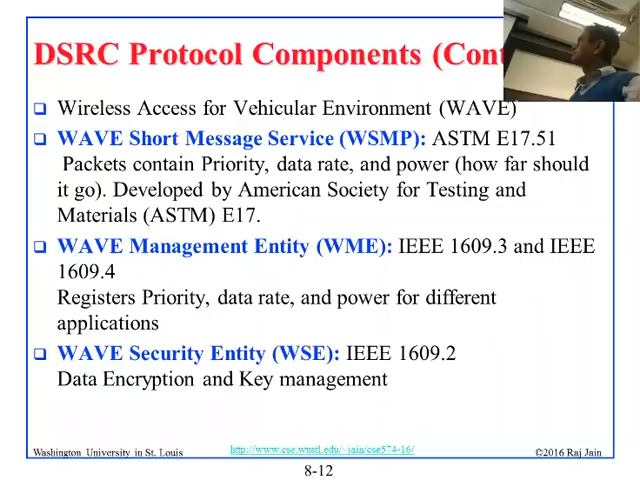 DSRC Protocol Components (Cont
Wireless Access for Vehicular Environment (WAVE)
WAVE Short Message Service (WSMP): ASTM E17.51
Packets contain Priority, data rate, and power (how far should
it go). Developed by American Society for Testing and
Materials (ASTM) E17.
WAVE Management Entity (WME): IEEE 1609.3 and IEEE
1609.4
Registers Priority, data rate, and power for different
applications
WAVE Security Entity (WSE): IEEE 1609.2
Data Encryption and Key management
Washington University in St. Louis
http://www.cse.wustl.edu/~jain/cse574-16/
©2016 Raj Jain
8-12